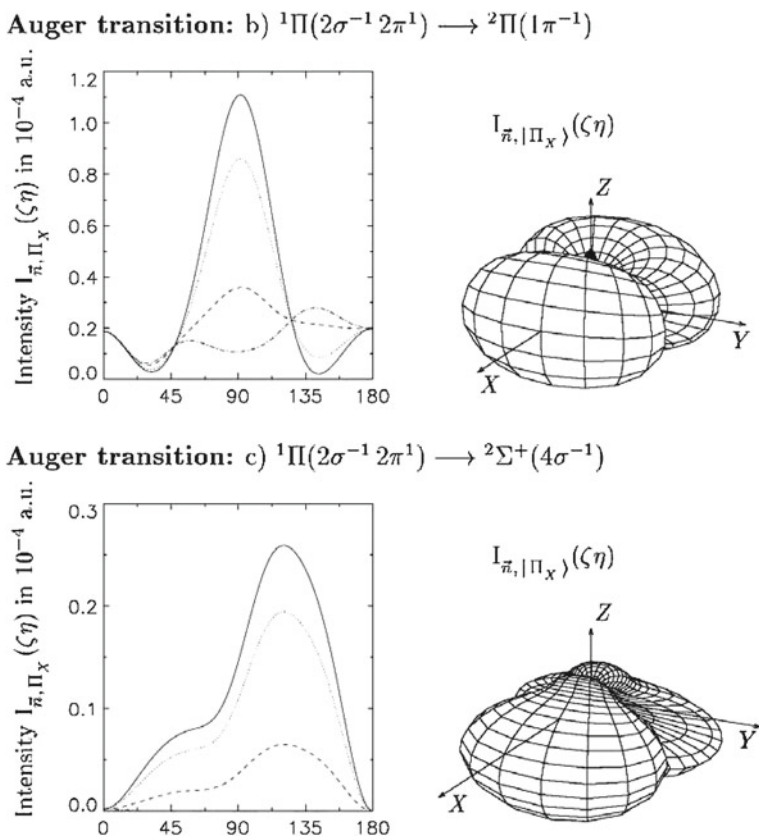 Auger transition: b) ¹Π(2σ⁻¹ 2π¹) ⟶ ²Π(1π⁻¹)
Intensity I_{n⃗,Π_X}(ζη) in 10⁻⁴ a.u.
1.2
1.0
0.8
0.6
0.4
0.2
0.0
0 45 90 135 180
I_{n⃗,|Π_X⟩}(ζη)
Z
Y
X
Auger transition: c) ¹Π(2σ⁻¹ 2π¹) ⟶ ²Σ⁺(4σ⁻¹)
Intensity I_{n⃗,Π_X}(ζη) in 10⁻⁴ a.u.
0.3
0.2
0.1
0.0
0 45 90 135 180
I_{n⃗,|Π_X⟩}(ζη)
Z
Y
X